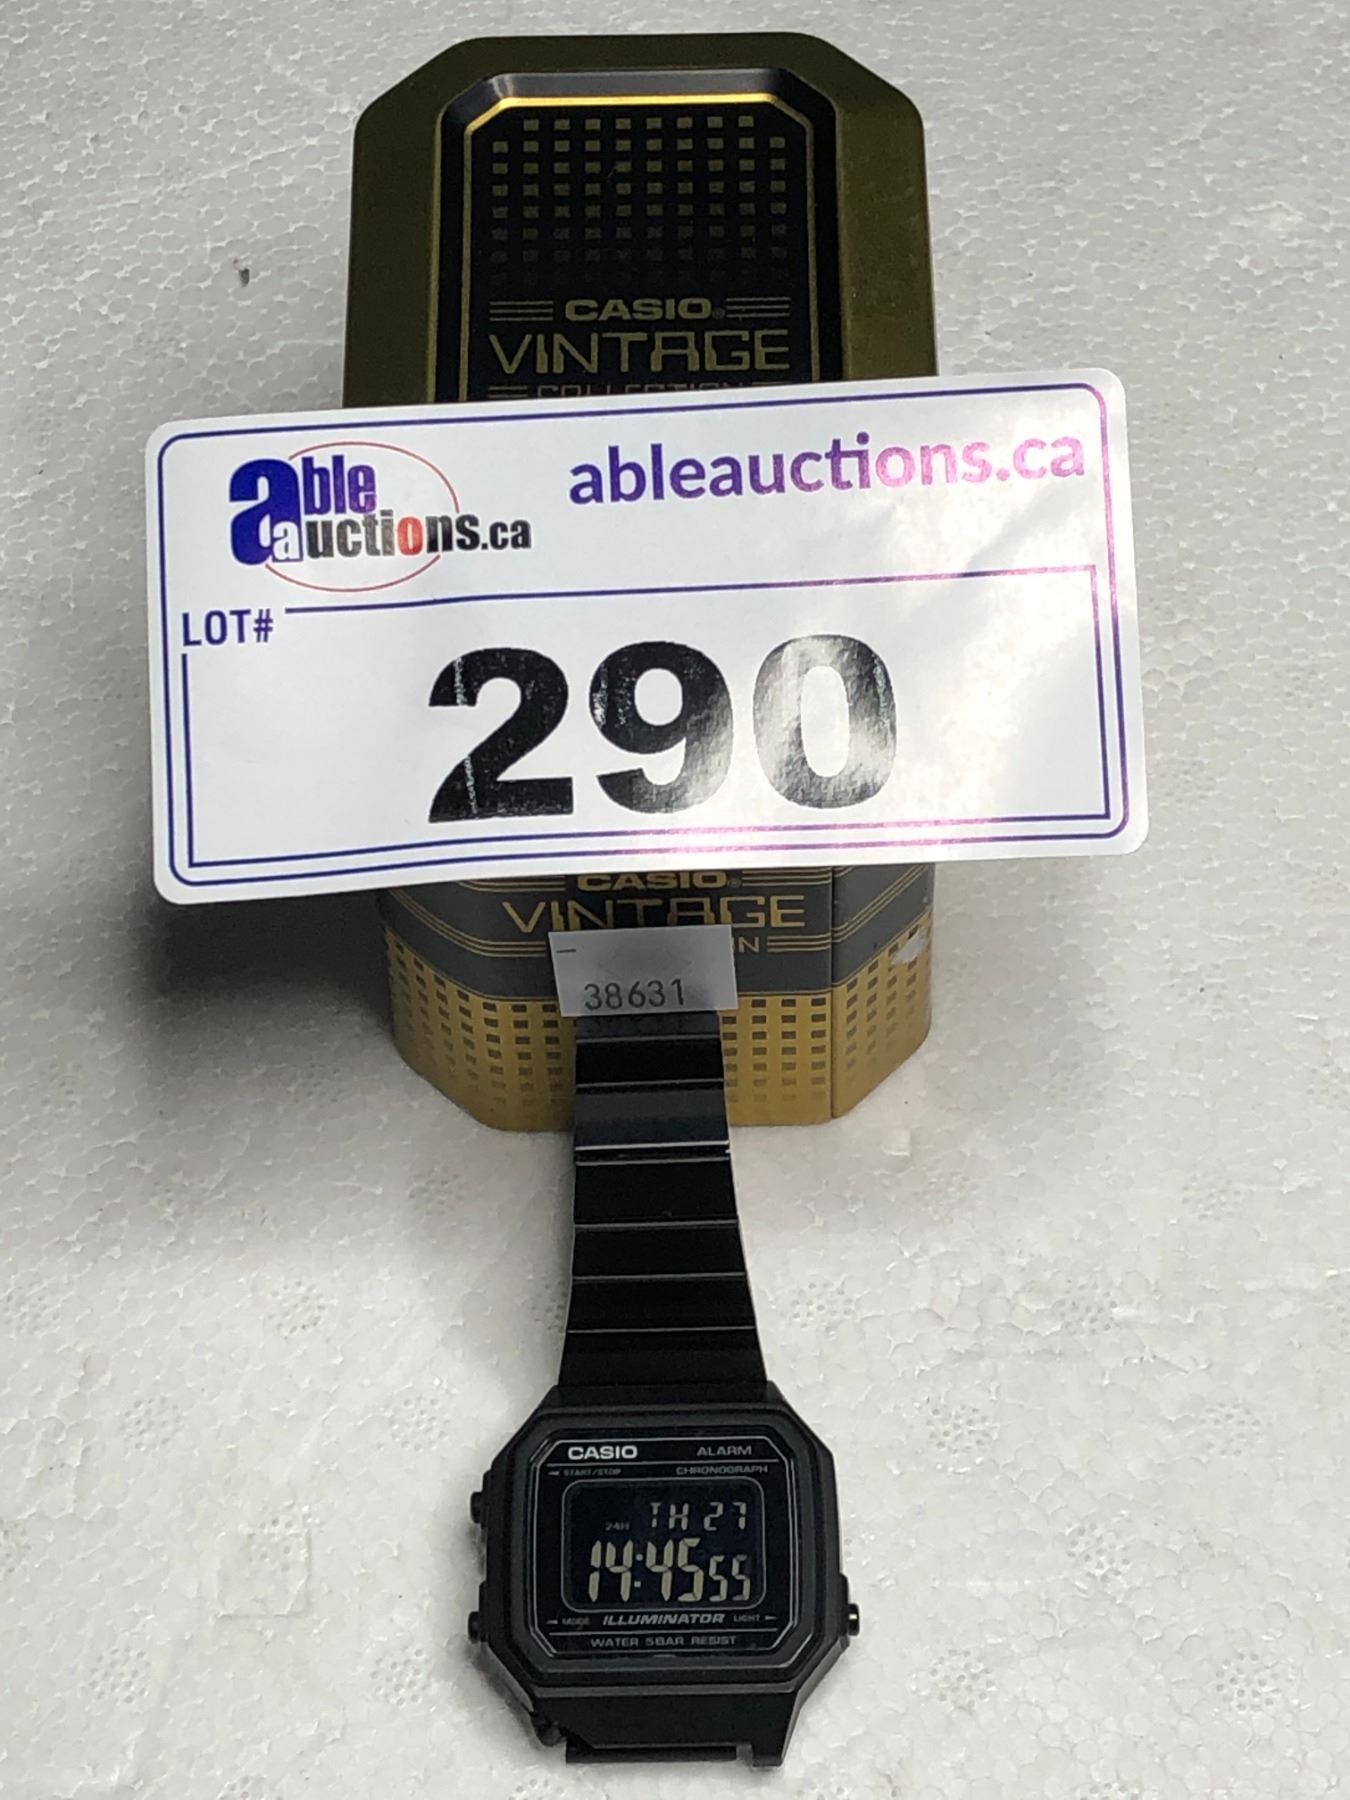 CASIO®
VINTAGE
COLLECTION
able
auctions.ca
ableauctions.ca
LOT#
290
CASIO®
VINTAGE
38631
CASIO ALARM
START/STOP CHRONOGRAPH
TH 27
24H
14:45 55
MODE ILLUMINATOR LIGHT
WATER 5BAR RESIST